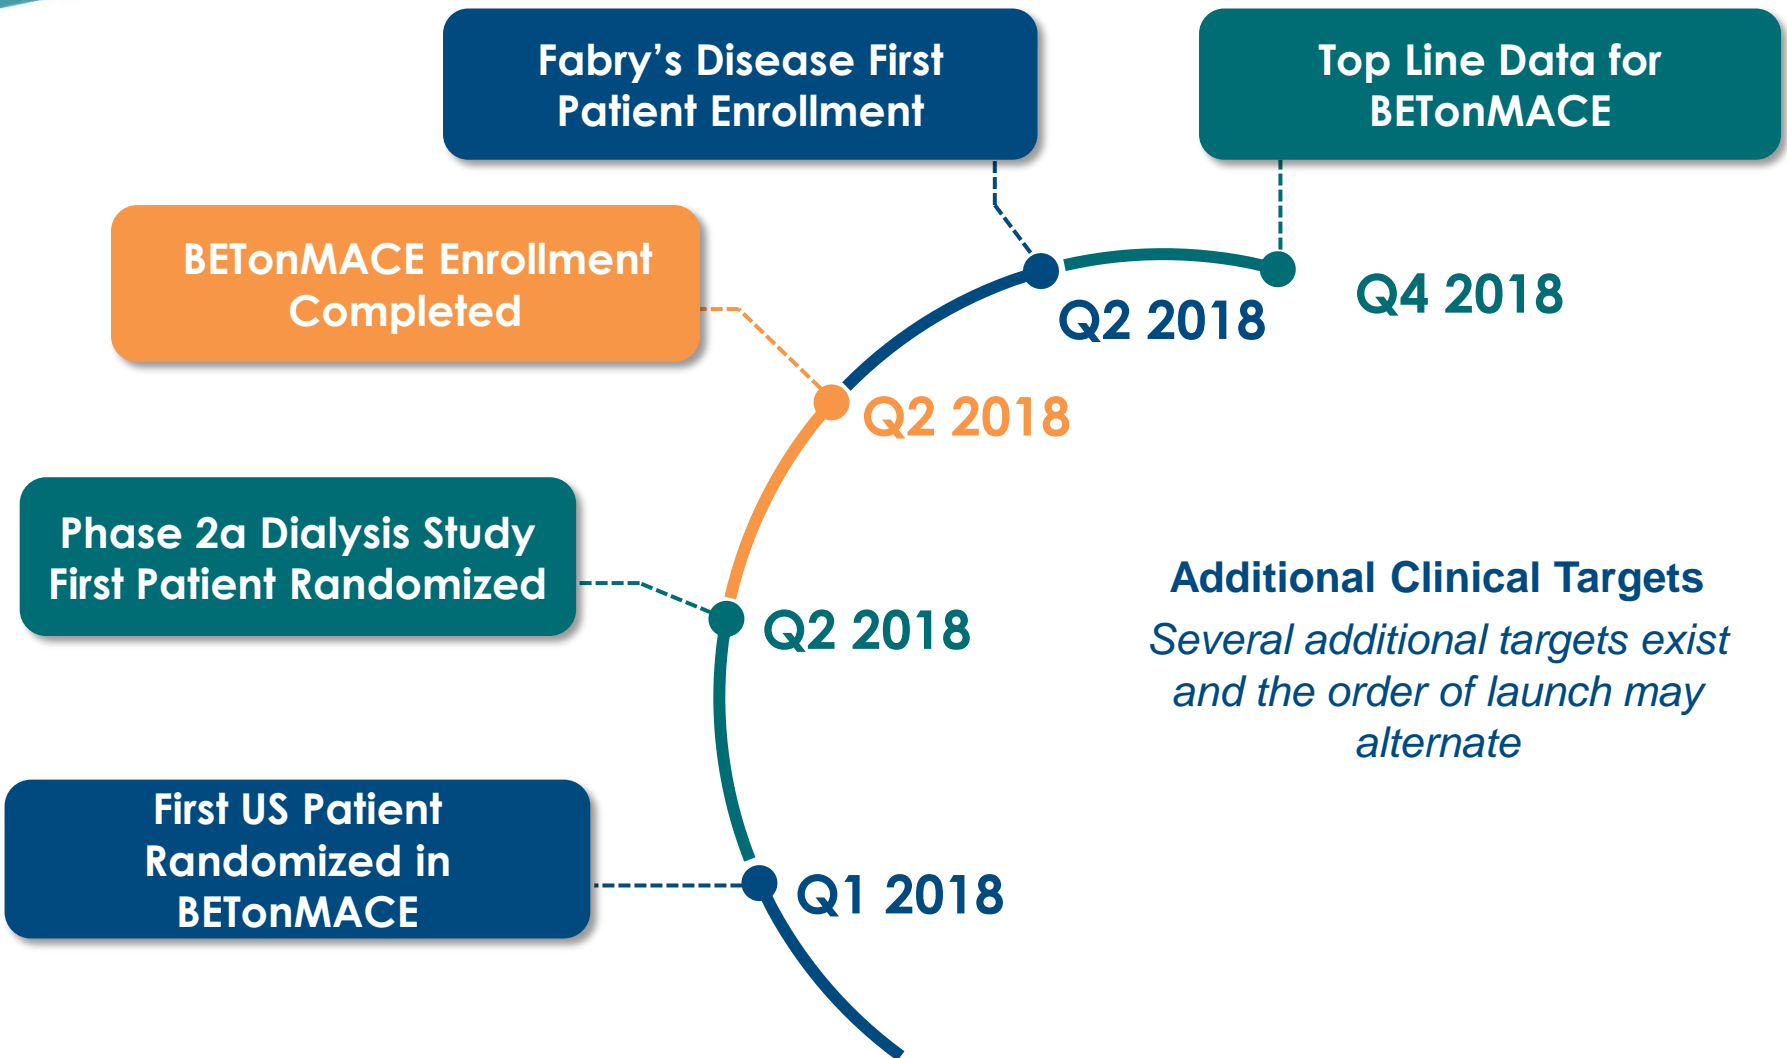 Fabry’s Disease First
Patient Enrollment
Top Line Data for
BETonMACE
BETonMACE Enrollment
Completed
Q2 2018
Q4 2018
Q2 2018
Phase 2a Dialysis Study
First Patient Randomized
Q2 2018
Additional Clinical Targets
Several additional targets exist
and the order of launch may
alternate
First US Patient
Randomized in
BETonMACE
Q1 2018